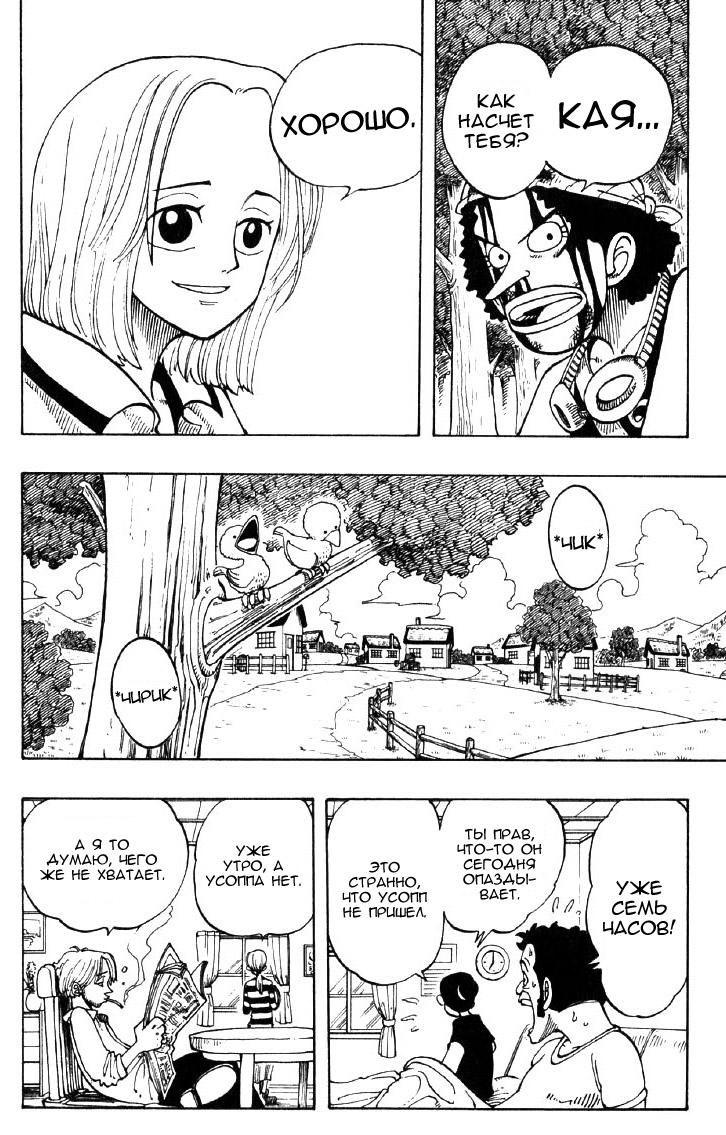 КАЯ...
КАК
НАСЧЕТ
ТЕБЯ?
ХОРОШО.
*ЧИК*
*ЧИРИК*
УЖЕ
СЕМЬ
ЧАСОВ!
ТЫ ПРАВ,
ЧТО-ТО ОН
СЕГОДНЯ
ОПАЗДЫ-
ВАЕТ.
ЭТО
СТРАННО,
ЧТО УСОПП
НЕ ПРИШЕЛ.
УЖЕ
УТРО, А
УСОППА НЕТ.
А Я ТО
ДУМАЮ, ЧЕГО
ЖЕ НЕ ХВАТАЕТ.